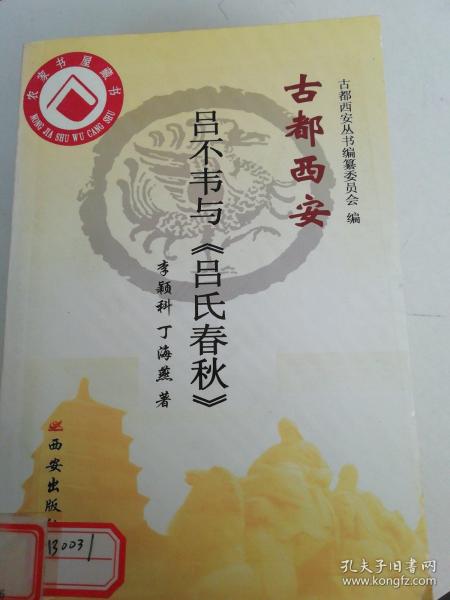 农家书屋藏书
NONG JIA SHU WU CANG SHU
古都西安丛书编纂委员会 编
古都西安
吕不韦与《吕氏春秋》
李颖科 丁海燕 著
西安出版
13003
孔夫子旧书网
www.kongfz.com